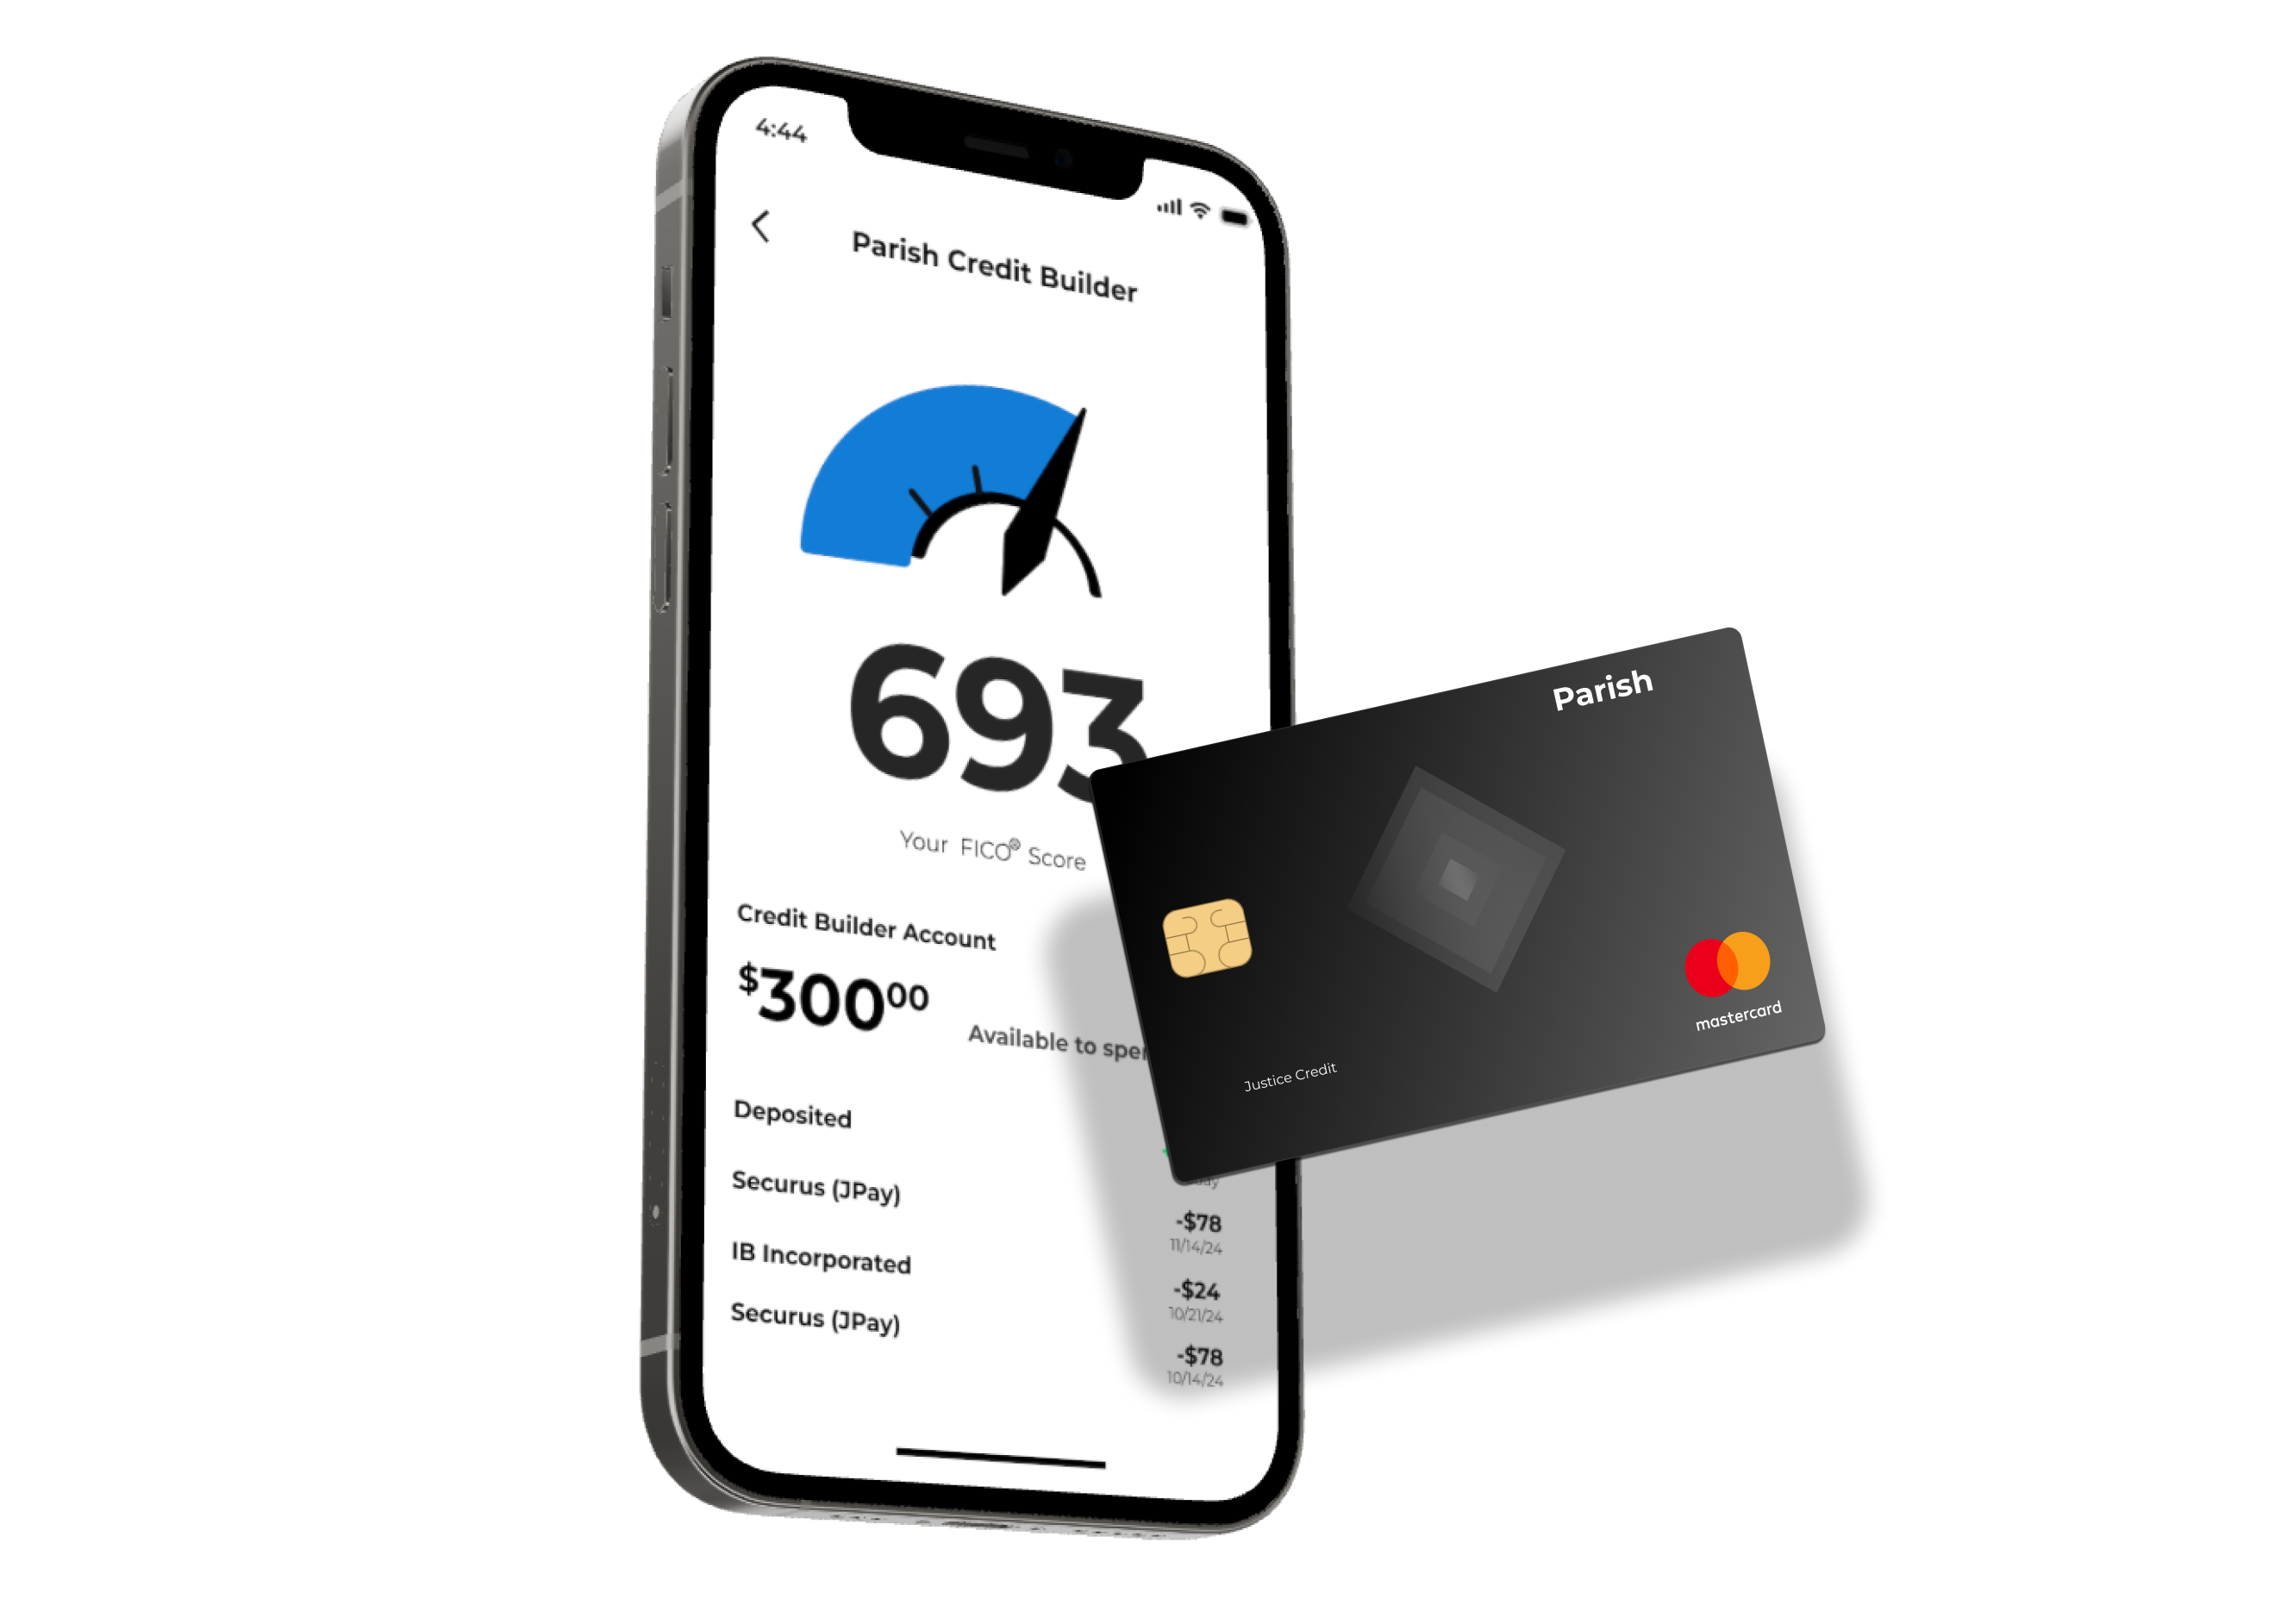 4:44
Parish Credit Builder
693
Your FICO® Score
Credit Builder Account
$300⁰⁰
Available to
Deposited
Securus (JPay)
-$78
11/14/24
IB Incorporated
-$24
10/21/24
Securus (JPay)
-$78
10/14/24
Parish
mastercard
Justice Credit